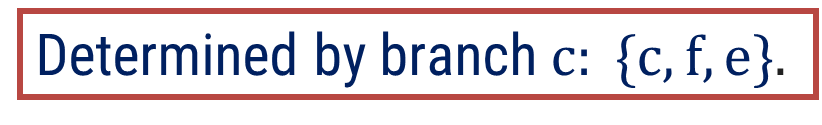 Determined by branch c: {c, f, e}.